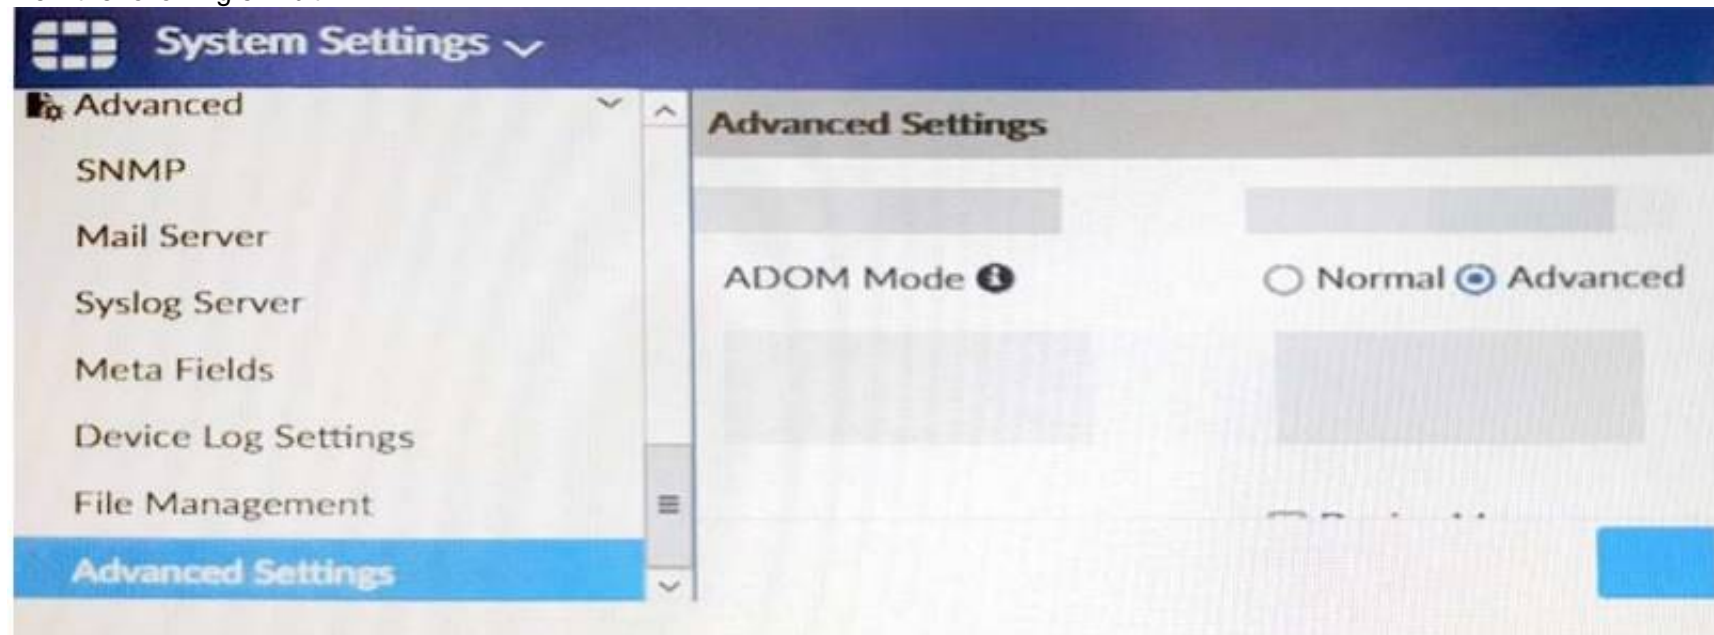 System Settings
Advanced
SNMP
Mail Server
Syslog Server
Meta Fields
Device Log Settings
File Management
Advanced Settings
Advanced Settings
ADOM Mode
Normal Advanced